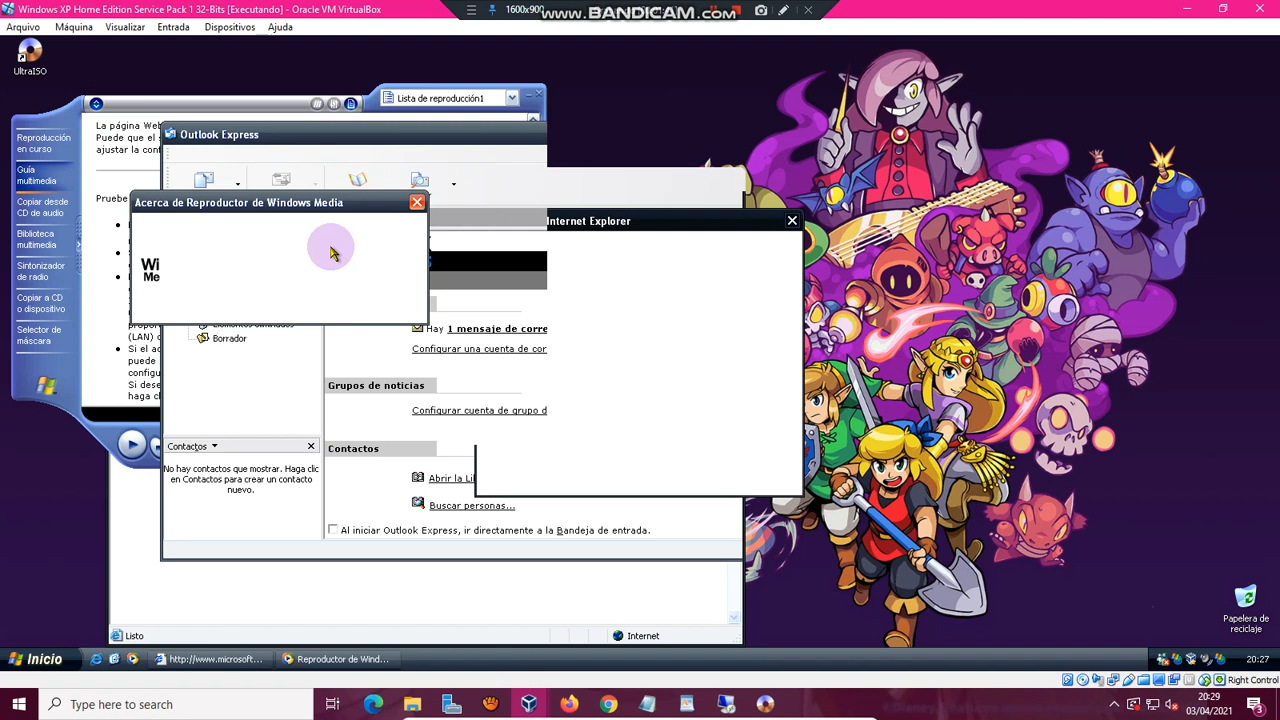 Windows XP Home Edition Service Pack 1 32-Bits [Executando] - Oracle VM VirtualBox
1600x900
www.BANDICAM.com
Arquivo Máquina Visualizar Entrada Dispositivos Ajuda
UltraISO
Lista de reproducción1
La página Web
Puede que el s
ajustar la conf
Outlook Express
Reproducción
en curso
Guía
multimedia
Copiar desde
CD de audio
Biblioteca
multimedia
Sintonizador
de radio
Copiar a CD
o dispositivo
Selector de
máscara
Pruebe
Acerca de Reproductor de Windows Media
Wi
Me
Internet Explorer
(LAN) c
Si el ac
puede
configu
Si dese
haga cl
Borrador
Hay 1 mensaje de corre
Configurar una cuenta de cor
Grupos de noticias
Configurar cuenta de grupo d
Contactos
No hay contactos que mostrar. Haga clic
en Contactos para crear un contacto
nuevo.
Contactos
Abrir la Li
Buscar personas...
Al iniciar Outlook Express, ir directamente a la Bandeja de entrada.
Listo
Internet
Papelera de
reciclaje
Inicio
http://www.microsoft...
Reproductor de Wind...
20:27
Right Control
Type here to search
20:29
03/04/2021
3